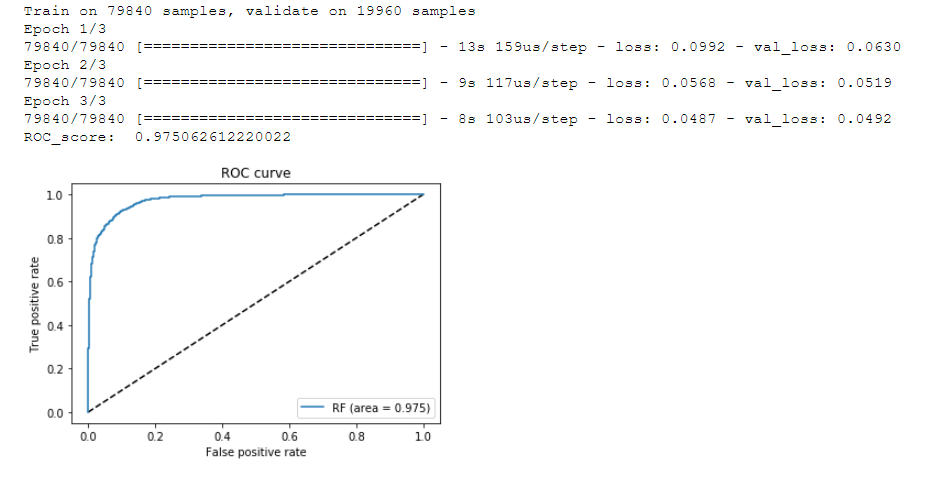 Train on 79840 samples, validate on 19960 samples
Epoch 1/3
79840/79840 [==============================] - 13s 159us/step - loss: 0.0992 - val_loss: 0.0630
Epoch 2/3
79840/79840 [==============================] - 9s 117us/step - loss: 0.0568 - val_loss: 0.0519
Epoch 3/3
79840/79840 [==============================] - 8s 103us/step - loss: 0.0487 - val_loss: 0.0492
ROC_score:  0.975062612220022
ROC curve
1.0
0.8
0.6
0.4
0.2
0.0
True positive rate
RF (area = 0.975)
0.0 0.2 0.4 0.6 0.8 1.0
False positive rate